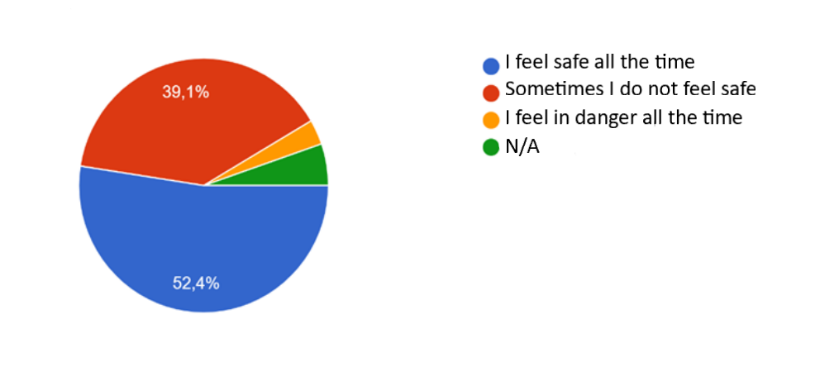 39,1%
52,4%
I feel safe all the time
Sometimes I do not feel safe
I feel in danger all the time
N/A